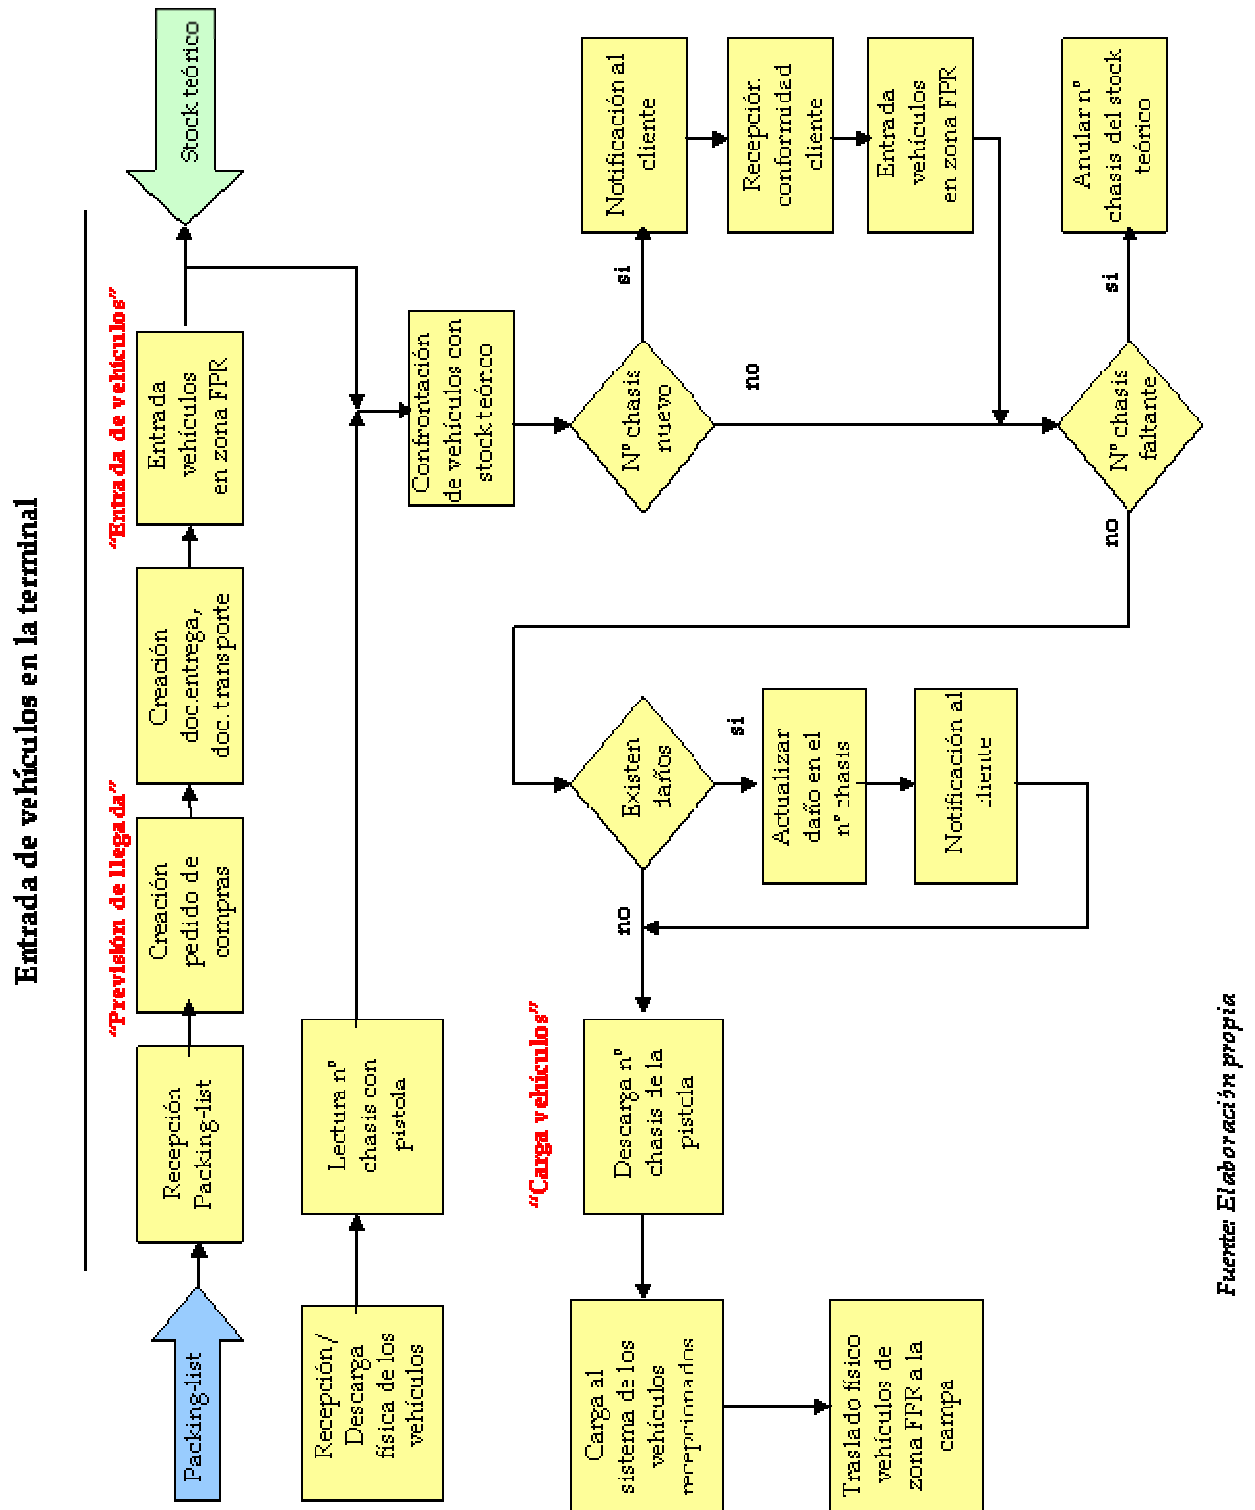 Entrada de vehículos en la terminal
Packing-list
Recepción
Packing-list
"Previsión de llegada"
Creación
pedido de
compras
Creación
doc.entrega,
doc.transporte
"Entrada de vehículos"
Entrada
vehículos
en zona FPR
Stock teórico
Recepción/
Descarga
física de los
vehículos
Lectura nº
chasis con
pistola
Confrontación
de vehículos con
stock teórico
Nº chasis
nuevo
si
no
Notificación al
cliente
Recepción
conformidad
cliente
Entrada
vehículos
en zona FPR
Nº chasis
faltante
si
no
Anular nº
chasis del stock
teórico
Existen
daños
si
no
Actualizar
daño en el
nº chasis
Notificación al
cliente
"Carga vehículos"
Descarga nº
chasis de la
pistola
Carga al
sistema de los
vehículos
recepcionados
Traslado físico
vehículos de
zona FPR a la
campa
Fuente: Elaboración propia